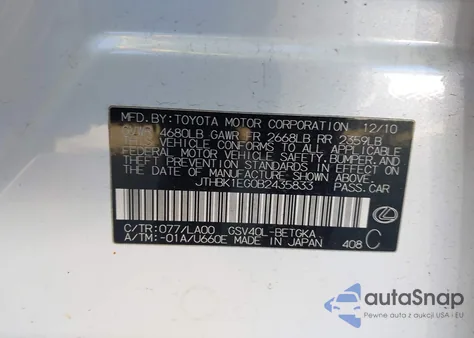 MFD.BY:TOYOTA MOTOR CORPORATION 12/10
GVWR 4680LB GAWR FR 2668LB RR 2359LB
THIS VEHICLE CONFORMS TO ALL APPLICABLE
FEDERAL MOTOR VEHICLE SAFETY,BUMPER,AND
THEFT PREVENTION STANDARDS IN EFFECT ON
THE DATE OF MANUFACTURE SHOWN ABOVE.
JTHBK1EG0B2435833 PASS.CAR
C/TR:077/LA00 GSV40L-BETGKA
A/TM:-01A/U660E MADE IN JAPAN 408 C
autoSnap
Pewne auta z aukcji USA i EU